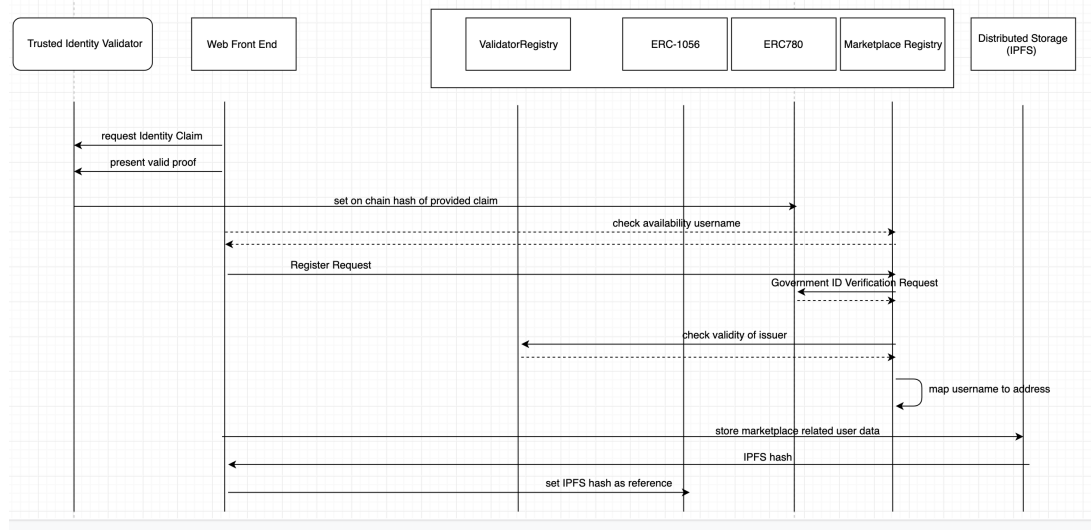 Trusted Identity Validator
Web Front End
ValidatorRegistry
ERC-1056
ERC780
Marketplace Registry
Distributed Storage
(IPFS)
request Identity Claim
present valid proof
set on chain hash of provided claim
check availability username
Register Request
Government ID Verification Request
check validity of issuer
map username to address
store marketplace related user data
IPFS hash
set IPFS hash as reference